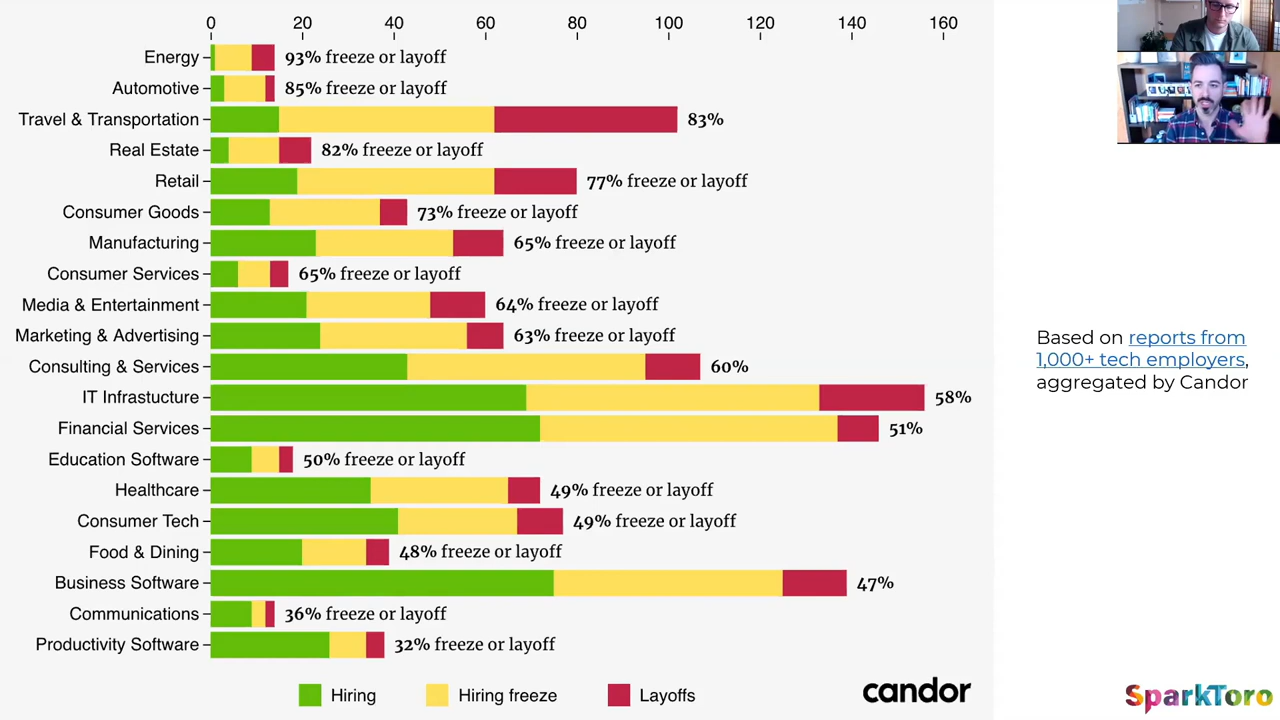 0 20 40 60 80 100 120 140 160
Energy 93% freeze or layoff
Automotive 85% freeze or layoff
Travel & Transportation 83%
Real Estate 82% freeze or layoff
Retail 77% freeze or layoff
Consumer Goods 73% freeze or layoff
Manufacturing 65% freeze or layoff
Consumer Services 65% freeze or layoff
Media & Entertainment 64% freeze or layoff
Marketing & Advertising 63% freeze or layoff
Consulting & Services 60%
IT Infrastucture 58%
Financial Services 51%
Education Software 50% freeze or layoff
Healthcare 49% freeze or layoff
Consumer Tech 49% freeze or layoff
Food & Dining 48% freeze or layoff
Business Software 47%
Communications 36% freeze or layoff
Productivity Software 32% freeze or layoff
Hiring Hiring freeze Layoffs
candor
Based on reports from
1,000+ tech employers,
aggregated by Candor
SparkToro